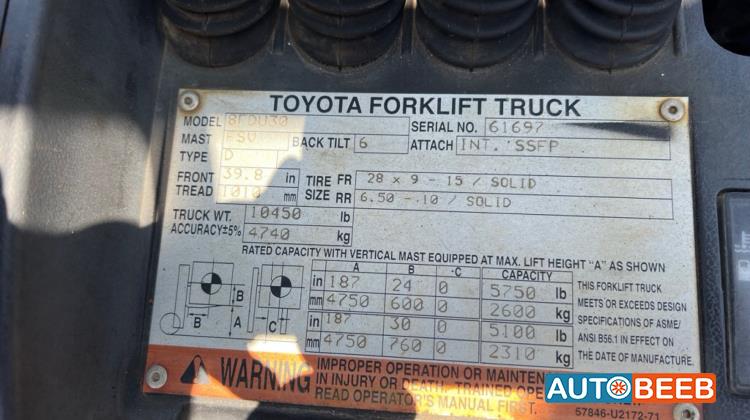 TOYOTA FORKLIFT TRUCK
MODEL 8FDU30 SERIAL NO. 61697
MAST FSV BACK TILT 6 ATTACH INT. SSFP
TYPE D
FRONT TREAD 39.8 in 1010 mm
TIRE SIZE FR 28 x 9 - 15 / SOLID
RR 6.50 - 10 / SOLID
TRUCK WT. 10450 lb
ACCURACY±5% 4740 kg
RATED CAPACITY WITH VERTICAL MAST EQUIPPED AT MAX. LIFT HEIGHT "A" AS SHOWN
A B C CAPACITY
in 187 24 0 5750 lb THIS FORKLIFT TRUCK
mm 4750 600 0 2600 kg MEETS OR EXCEEDS DESIGN
in 187 30 0 5100 lb SPECIFICATIONS OF ASME/
mm 4750 760 0 2310 kg ANSI B56.1 IN EFFECT ON
THE DATE OF MANUFACTURE.
B B A C
WARNING
IMPROPER OPERATION OR MAINTEN
IN INJURY OR DEATH. TRAINED OPE
READ OPERATOR'S MANUAL FIRST.
57846-U2172-71
AUTOBEEB